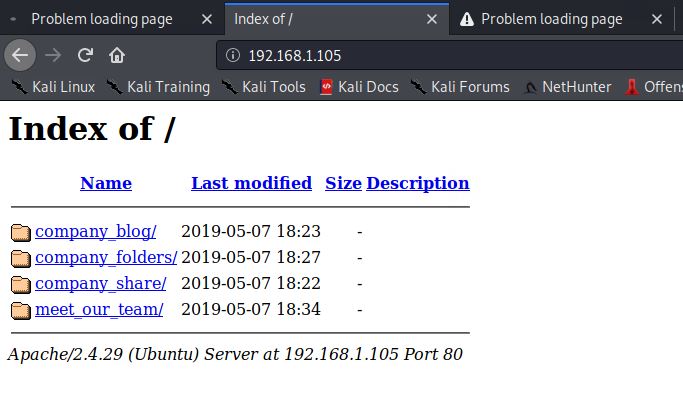 Problem loading page Index of / Problem loading page
192.168.1.105
Kali Linux Kali Training Kali Tools Kali Docs Kali Forums NetHunter Offens
Index of /
Name Last modified Size Description
company_blog/ 2019-05-07 18:23 -
company_folders/ 2019-05-07 18:27 -
company_share/ 2019-05-07 18:22 -
meet_our_team/ 2019-05-07 18:34 -
Apache/2.4.29 (Ubuntu) Server at 192.168.1.105 Port 80